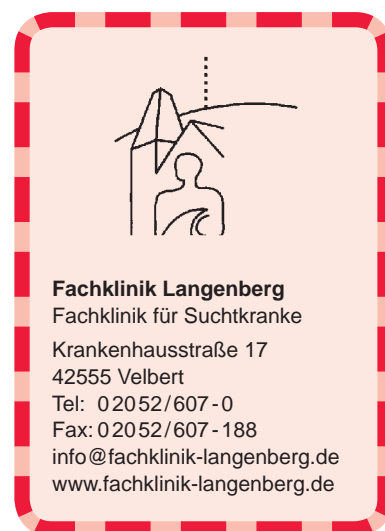 Fachklinik Langenberg
Fachklinik für Suchtkranke
Krankenhausstraße 17
42555 Velbert
Tel: 02052/607-0
Fax: 02052/607-188
info@fachklinik-langenberg.de
www.fachklinik-langenberg.de